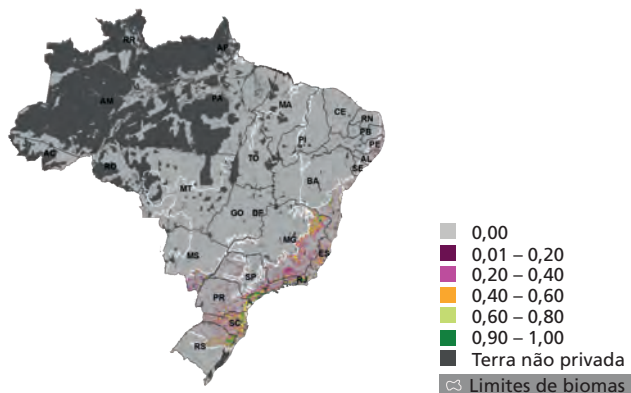 RR
AP
AM
PA
MA
CE
RN
PB
PE
AL
SE
PI
AC
RO
TO
MT
BA
GO
DF
MG
ES
MS
SP
RJ
PR
SC
RS
0,00
0,01 – 0,20
0,20 – 0,40
0,40 – 0,60
0,60 – 0,80
0,90 – 1,00
Terra não privada
Limites de biomas